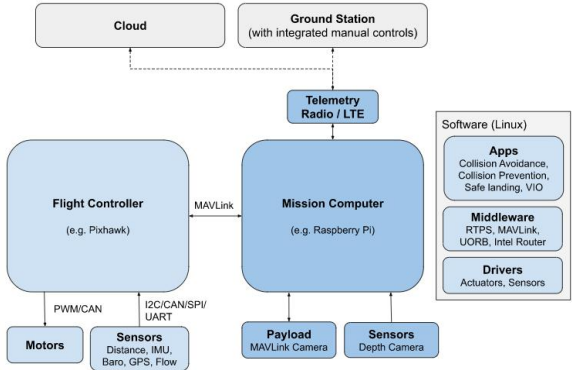 Cloud
Ground Station
(with integrated manual controls)
Telemetry
Radio / LTE
Software (Linux)
Apps
Collision Avoidance,
Collision Prevention,
Safe landing, VIO
Flight Controller
(e.g. Pixhawk)
MAVLink
Mission Computer
(e.g. Raspberry Pi)
Middleware
RTPS, MAVLink,
UORB, Intel Router
Drivers
Actuators, Sensors
PWM/CAN
I2C/CAN/SPI/
UART
Motors
Sensors
Distance, IMU,
Baro, GPS, Flow
Payload
MAVLink Camera
Sensors
Depth Camera